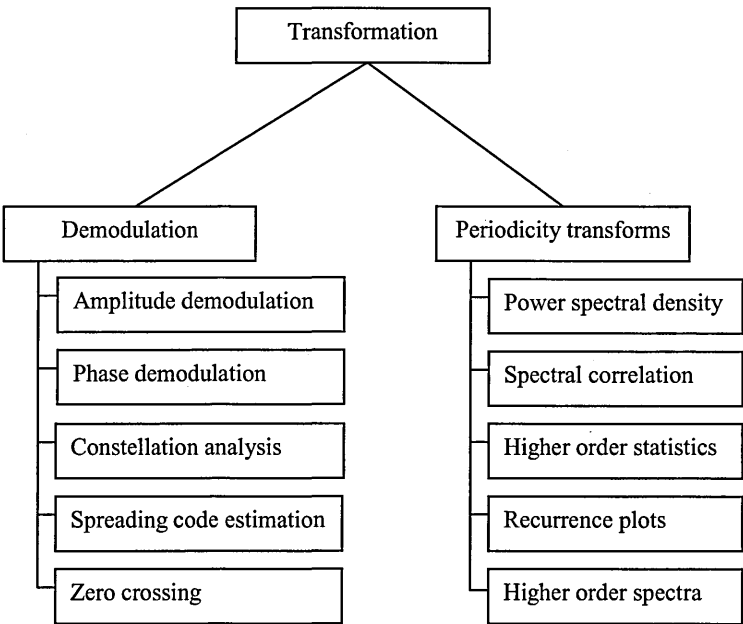 Transformation
Demodulation
Amplitude demodulation
Phase demodulation
Constellation analysis
Spreading code estimation
Zero crossing
Periodicity transforms
Power spectral density
Spectral correlation
Higher order statistics
Recurrence plots
Higher order spectra